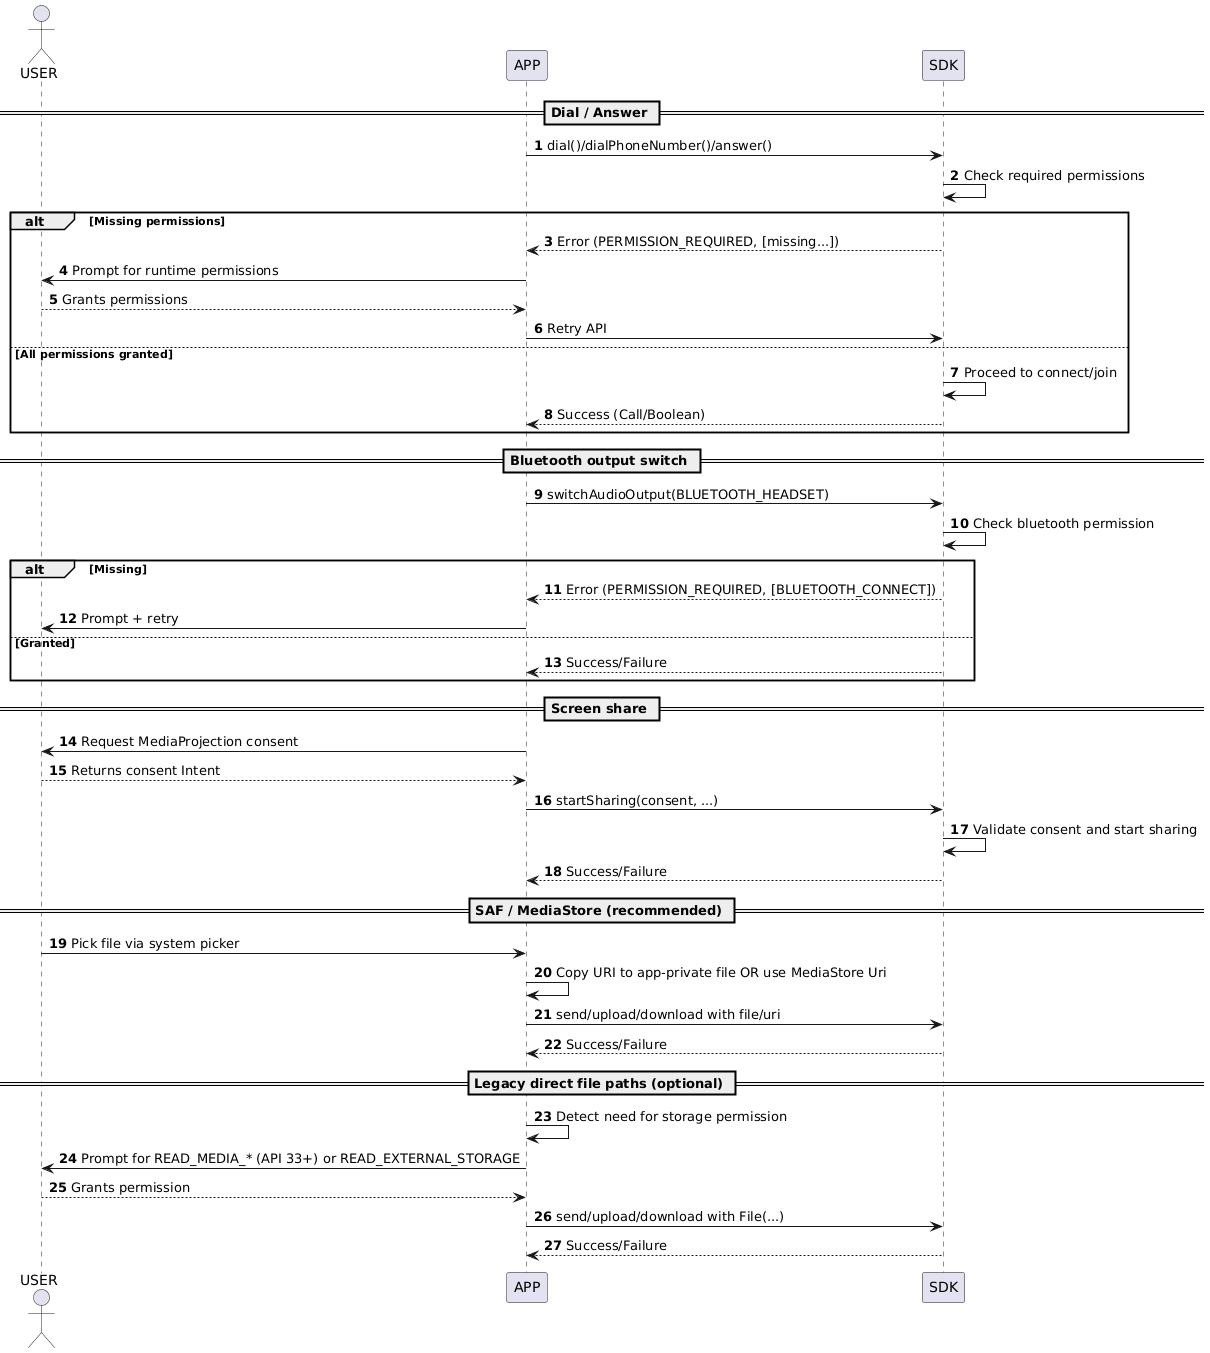 USER
APP
SDK
Dial / Answer
1 dial()/dialPhoneNumber()/answer()
2 Check required permissions
alt [Missing permissions]
3 Error (PERMISSION_REQUIRED, [missing...])
4 Prompt for runtime permissions
5 Grants permissions
6 Retry API
[All permissions granted]
7 Proceed to connect/join
8 Success (Call/Boolean)
Bluetooth output switch
9 switchAudioOutput(BLUETOOTH_HEADSET)
10 Check bluetooth permission
alt [Missing]
11 Error (PERMISSION_REQUIRED, [BLUETOOTH_CONNECT])
12 Prompt + retry
[Granted]
13 Success/Failure
Screen share
14 Request MediaProjection consent
15 Returns consent Intent
16 startSharing(consent, ...)
17 Validate consent and start sharing
18 Success/Failure
SAF / MediaStore (recommended)
19 Pick file via system picker
20 Copy URI to app-private file OR use MediaStore Uri
21 send/upload/download with file/uri
22 Success/Failure
Legacy direct file paths (optional)
23 Detect need for storage permission
24 Prompt for READ_MEDIA_* (API 33+) or READ_EXTERNAL_STORAGE
25 Grants permission
26 send/upload/download with File(...)
27 Success/Failure
USER
APP
SDK